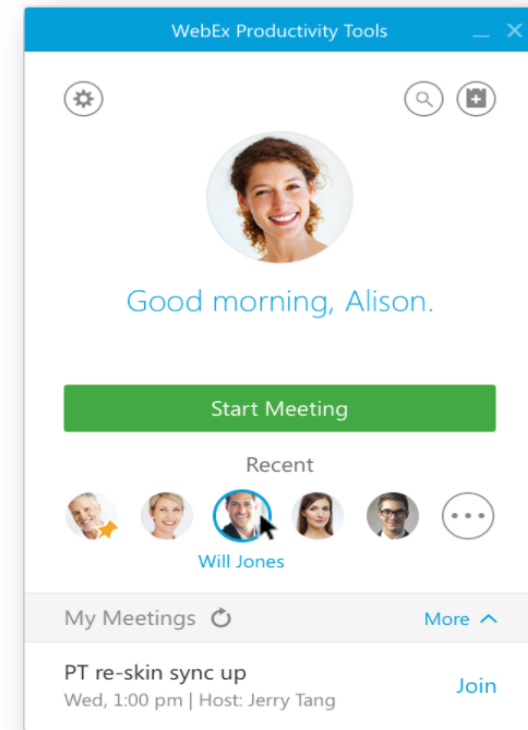 WebEx Productivity Tools
Good morning, Alison.
Start Meeting
Recent
Will Jones
My Meetings
More
PT re-skin sync up
Join
Wed, 1:00 pm | Host: Jerry Tang